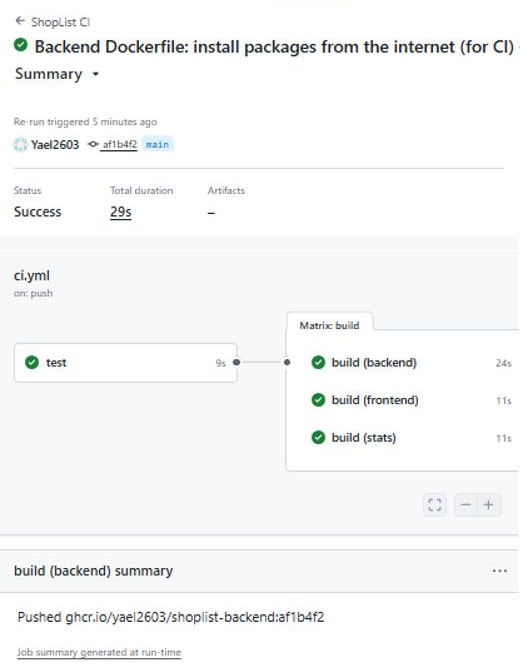 ← ShopList CI
Backend Dockerfile: install packages from the internet (for CI)
Summary
Re-run triggered 5 minutes ago
Yael2603 af1b4f2 main
Status Total duration Artifacts
Success 29s –
ci.yml
on: push
Matrix: build
test 9s
build (backend) 24s
build (frontend) 11s
build (stats) 11s
build (backend) summary
Pushed ghcr.io/yael2603/shoplist-backend:af1b4f2
Job summary generated at run-time